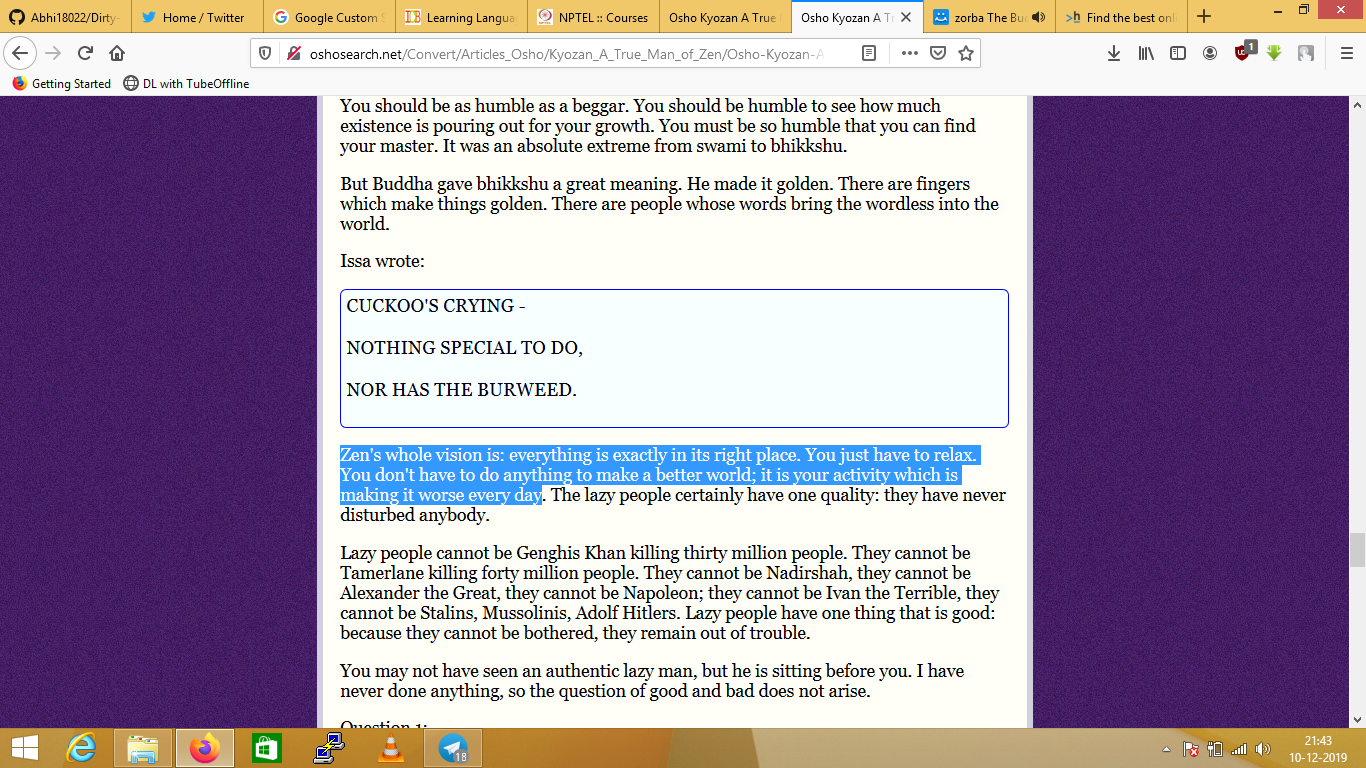 Abhi18022/Dirty-
Home / Twitter
Google Custom S
Learning Langua
NPTEL :: Courses
Osho Kyozan A True
Osho Kyozan A Tr
zorba The Bu
Find the best onl
oshosearch.net/Convert/Articles_Osho/Kyozan_A_True_Man_of_Zen/Osho-Kyozan-A
1
Getting Started
DL with TubeOffline
You should be as humble as a beggar. You should be humble to see how much
existence is pouring out for your growth. You must be so humble that you can find
your master. It was an absolute extreme from swami to bhikkshu.
But Buddha gave bhikkshu a great meaning. He made it golden. There are fingers
which make things golden. There are people whose words bring the wordless into the
world.
Issa wrote:
CUCKOO'S CRYING -
NOTHING SPECIAL TO DO,
NOR HAS THE BURWEED.
Zen's whole vision is: everything is exactly in its right place. You just have to relax.
You don't have to do anything to make a better world; it is your activity which is
making it worse every day. The lazy people certainly have one quality: they have never
disturbed anybody.
Lazy people cannot be Genghis Khan killing thirty million people. They cannot be
Tamerlane killing forty million people. They cannot be Nadirshah, they cannot be
Alexander the Great, they cannot be Napoleon; they cannot be Ivan the Terrible, they
cannot be Stalins, Mussolinis, Adolf Hitlers. Lazy people have one thing that is good:
because they cannot be bothered, they remain out of trouble.
You may not have seen an authentic lazy man, but he is sitting before you. I have
never done anything, so the question of good and bad does not arise.
Question 1:
18
21:43
10-12-2019